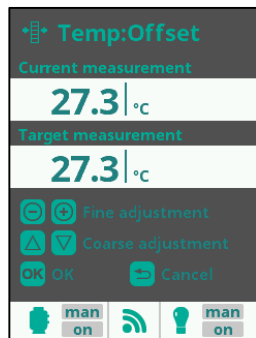 Temp:Offset
Current measurement
27.3 °C
Target measurement
27.3 °C
Fine adjustment
Coarse adjustment
OK OK Cancel
man man
on on